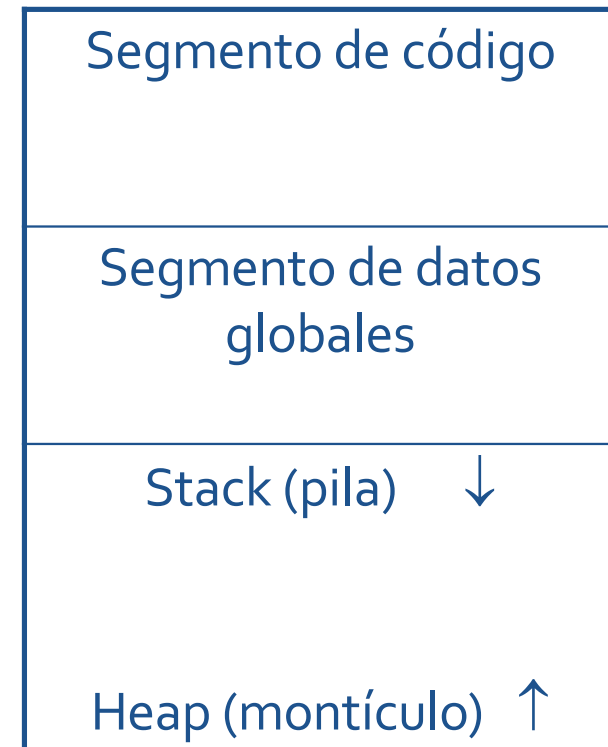 Segmento de código
Segmento de datos
globales
Stack (pila) ↓
Heap (montículo) ↑